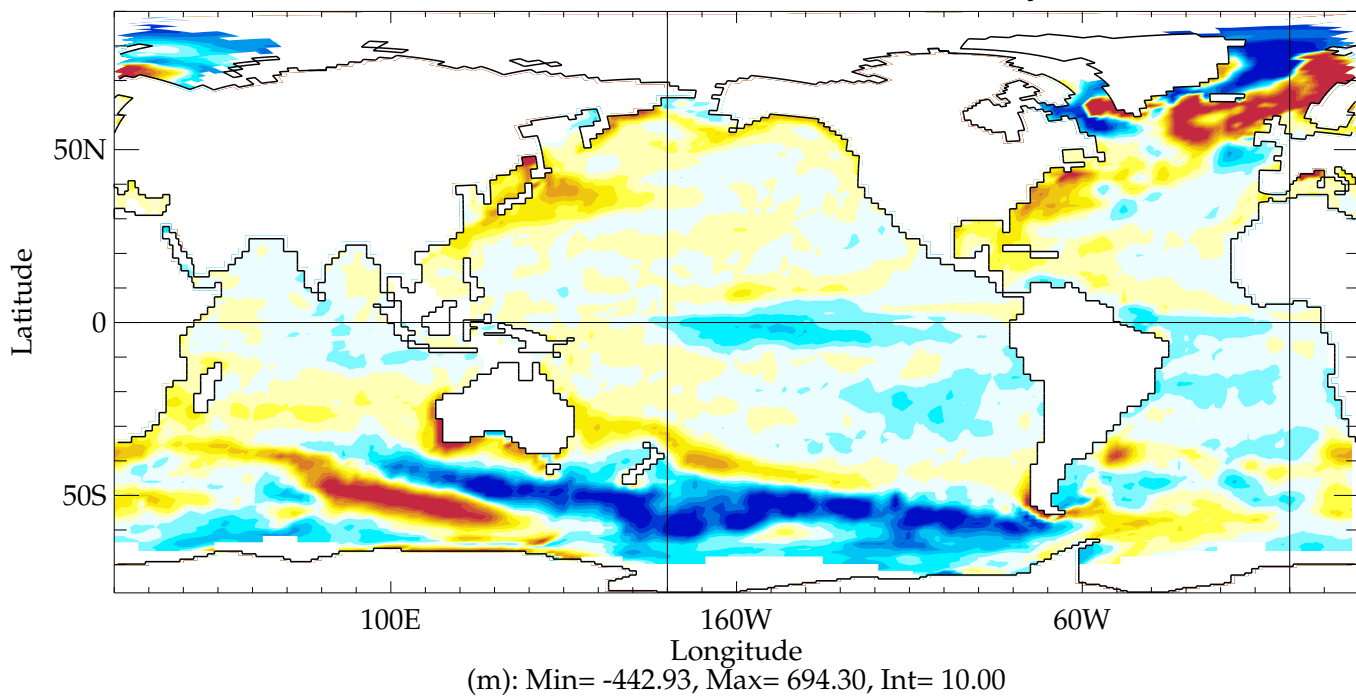 50N
0
50S
Latitude
100E
160W
60W
Longitude
(m): Min= -442.93, Max= 694.30, Int= 10.00